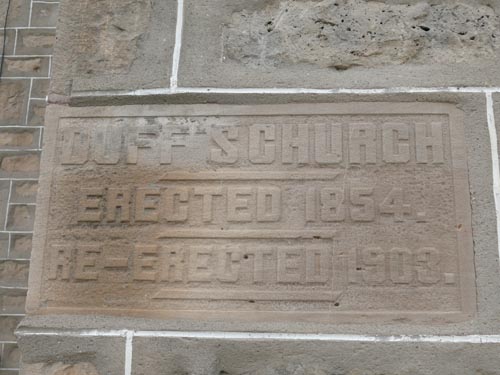 DUFF'S CHURCH
ERECTED 1854.
RE-ERECTED 1903.